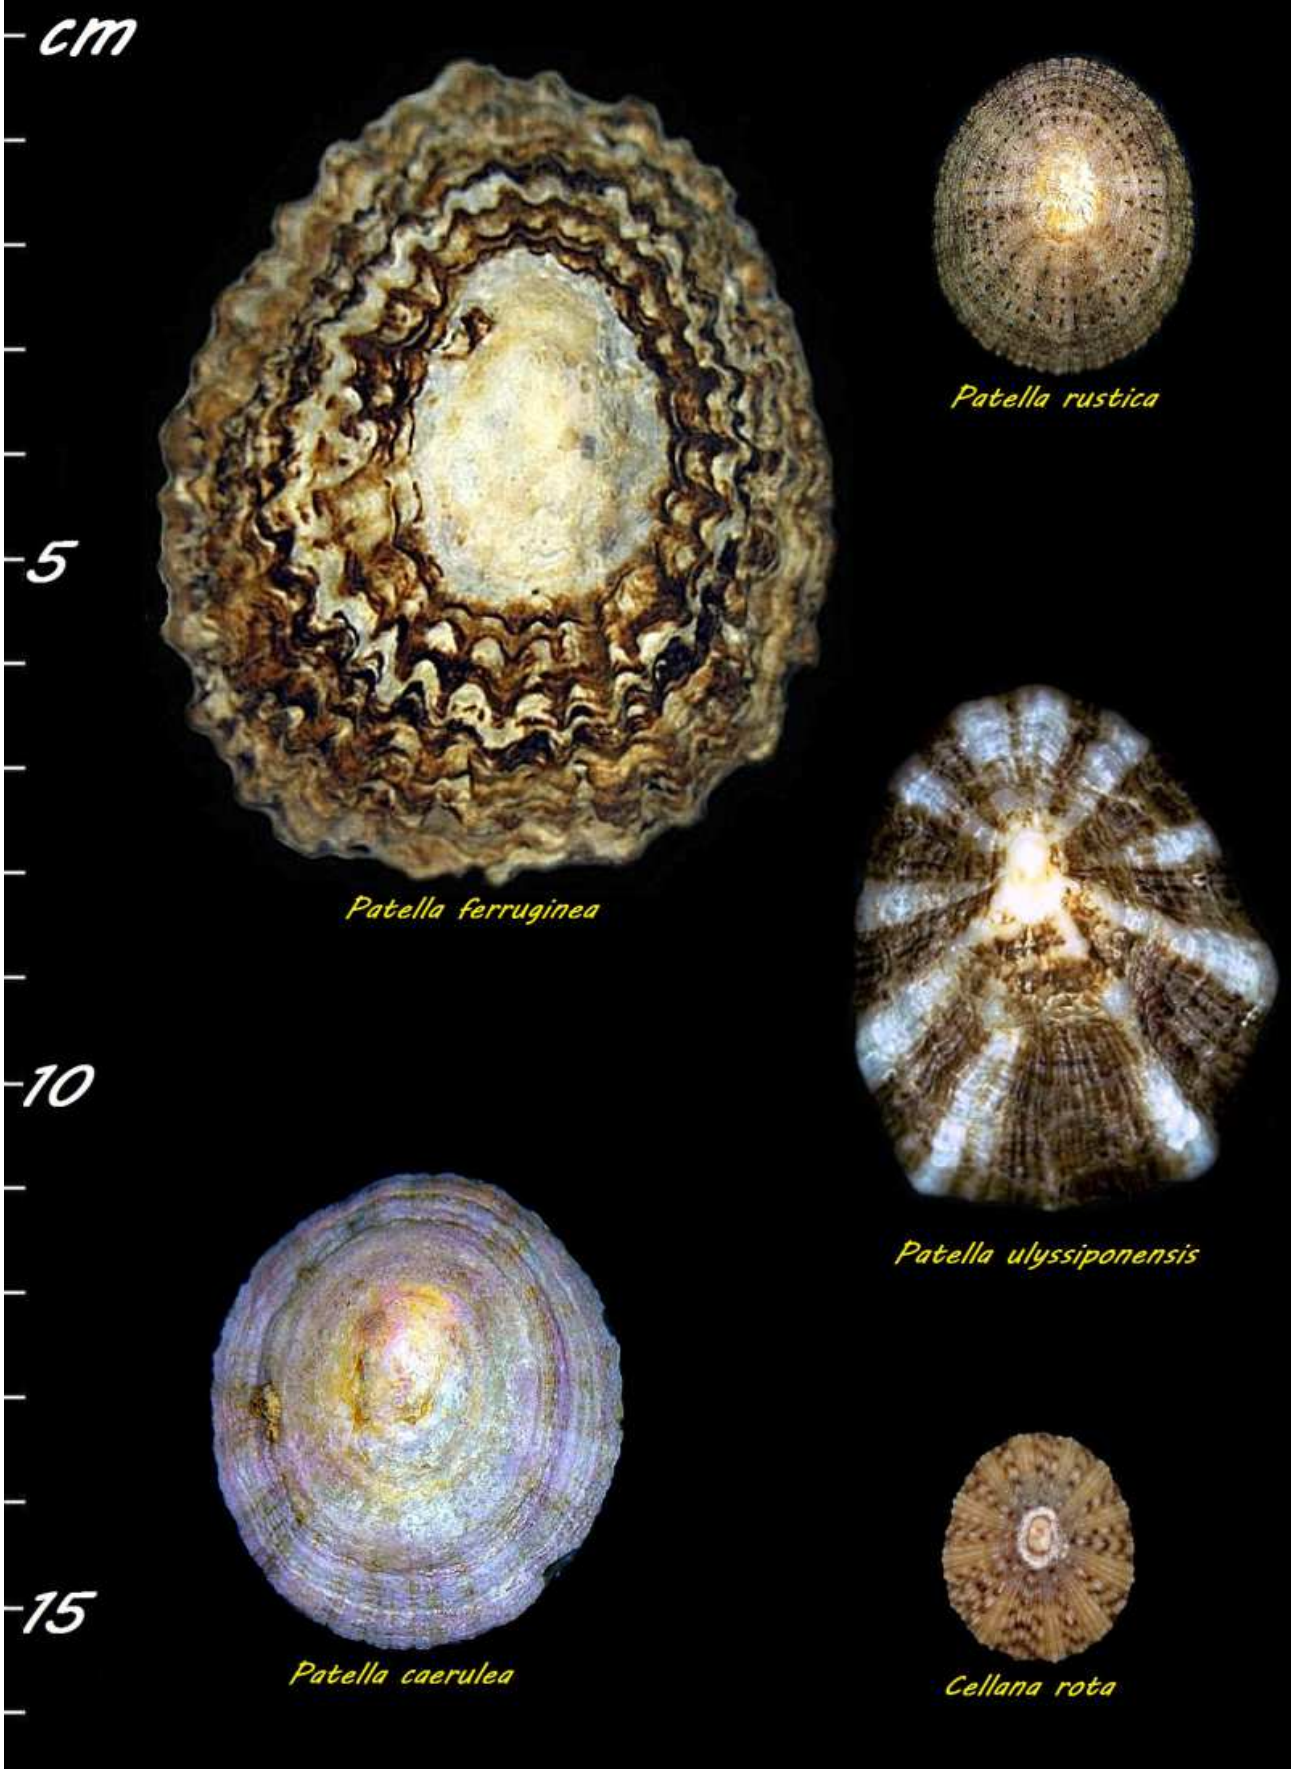 cm
Patella rustica
5
Patella ferruginea
10
Patella ulyssiponensis
15
Patella caerulea
Cellana rota